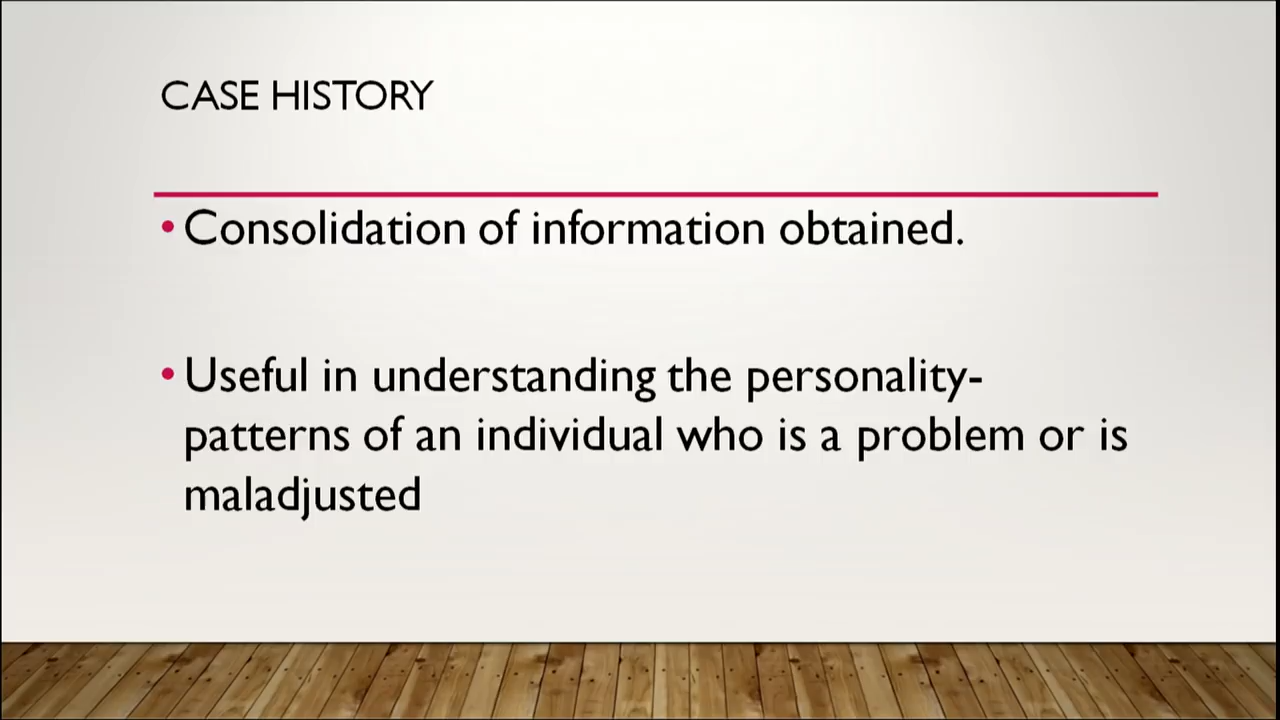 CASE HISTORY
• Consolidation of information obtained.
• Useful in understanding the personality-
patterns of an individual who is a problem or is
maladjusted